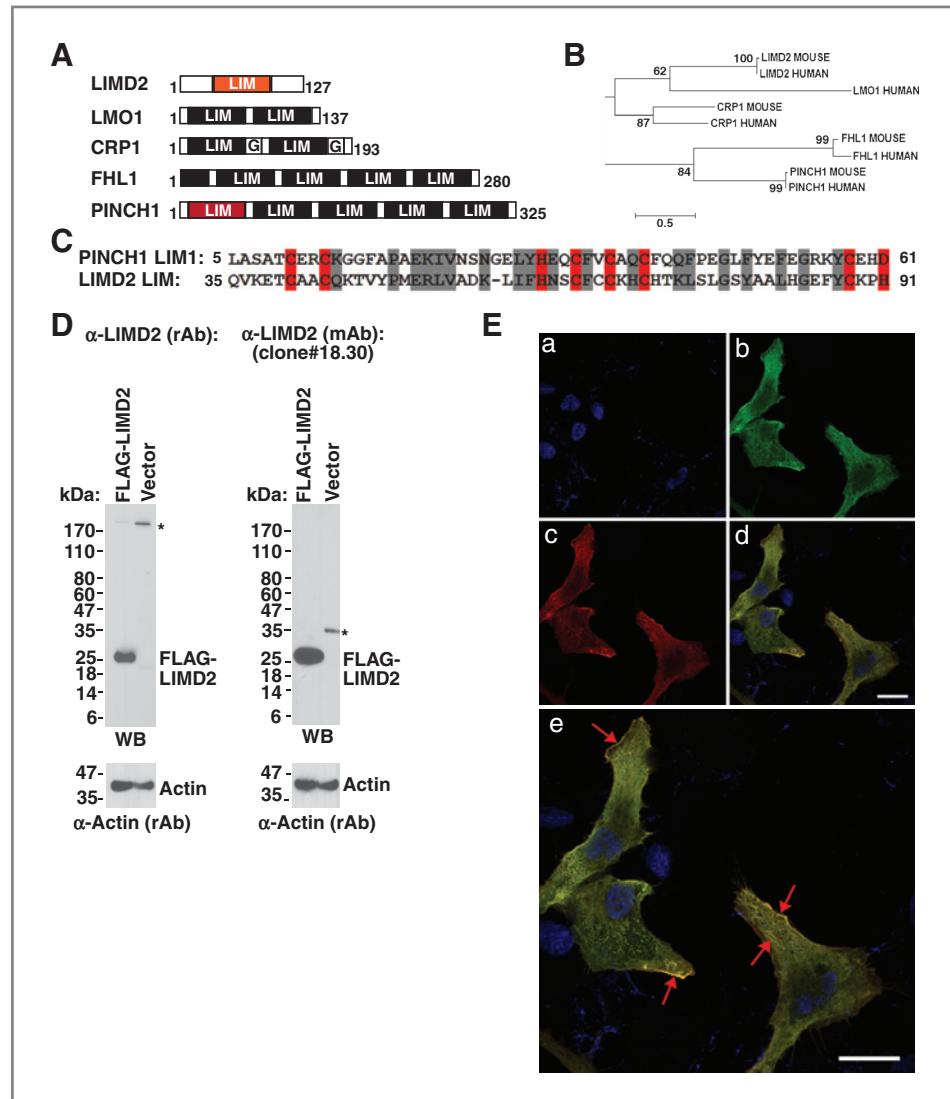 A
LIMD2 1 LIM 127
LMO1 1 LIM LIM 137
CRP1 1 LIM G LIM G 193
FHL1 1 LIM LIM LIM LIM 280
PINCH1 1 LIM LIM LIM LIM LIM 325
B
100 LIMD2 MOUSE
LIMD2 HUMAN
62
LMO1 HUMAN
CRP1 MOUSE
87
CRP1 HUMAN
99 FHL1 MOUSE
FHL1 HUMAN
84
PINCH1 MOUSE
99 PINCH1 HUMAN
0.5
C
PINCH1 LIM1: 5 LASATCERCKGGFAPAEKIVNSNGELYHEQCFVCAQCFQQFPEGLFYEFEGRKYCEHD 61
LIMD2 LIM: 35 QVKETCAACQKTVYPMERLVADK-LIFHNSCFCCKHCHTKLSLGSYAALHGEFYCKPH 91
D
α-LIMD2 (rAb):
FLAG-LIMD2
Vector
kDa:
170
*
110
80
60
47
35
25
FLAG-
LIMD2
18
14
6
WB
47
Actin
35
α-Actin (rAb)
α-LIMD2 (mAb):
(clone#18.30)
FLAG-LIMD2
Vector
kDa:
170
110
80
60
47
35
*
25
FLAG-
LIMD2
18
14
6
WB
47
Actin
35
α-Actin (rAb)
E
a
b
c
d
e